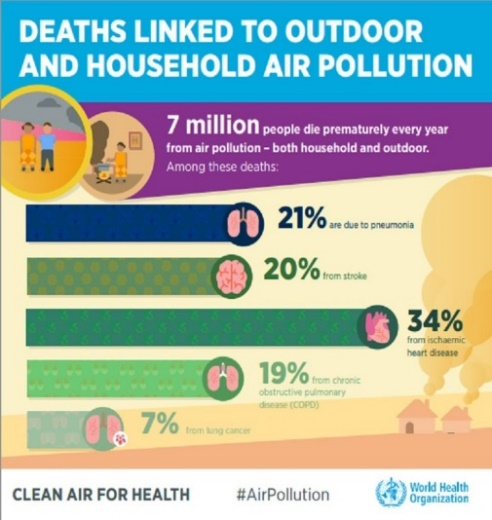 DEATHS LINKED TO OUTDOOR
AND HOUSEHOLD AIR POLLUTION
7 million people die prematurely every year
from air pollution – both household and outdoor.
Among these deaths:
21% are due to pneumonia
20% from stroke
34%
from ischaemic
heart disease
19% from chronic
obstructive pulmonary
disease (COPD)
7% from lung cancer
CLEAN AIR FOR HEALTH
#AirPollution
World Health
Organization